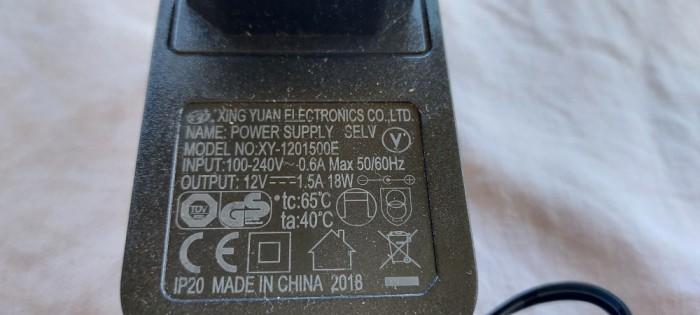 XING YUAN ELECTRONICS CO.,LTD.
NAME: POWER SUPPLY SELV
V
MODEL NO:XY-1201500E
INPUT:100-240V~0.6A Max 50/60Hz
OUTPUT: 12V⎓1.5A 18W
TÜV GS
tc:65℃
ta:40℃
CE
IP20 MADE IN CHINA 2018